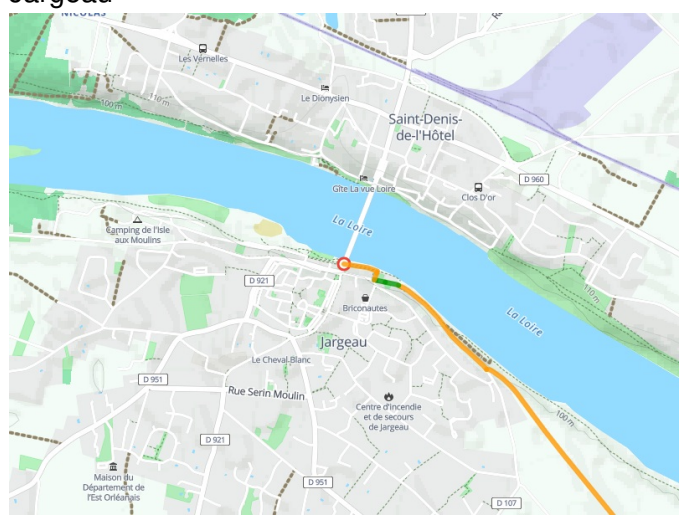 Jargeau
NICOLAS
Les Vernelles
Le Dionysien
100 m
110 m
Saint-Denis-
de-l'Hôtel
D 960
Gîte La vue Loire
Clos D'or
Camping de l'Isle
aux Moulins
La Loire
D 921
110 m
Briconautes
La Loire
Jargeau
Le Cheval-Blanc
D 951
Rue Serin Moulin
Centre d'incendie
et de secours
de Jargeau
100 m
D 921
Maison du
Département de
l'Est Orléanais
D 951
D 107